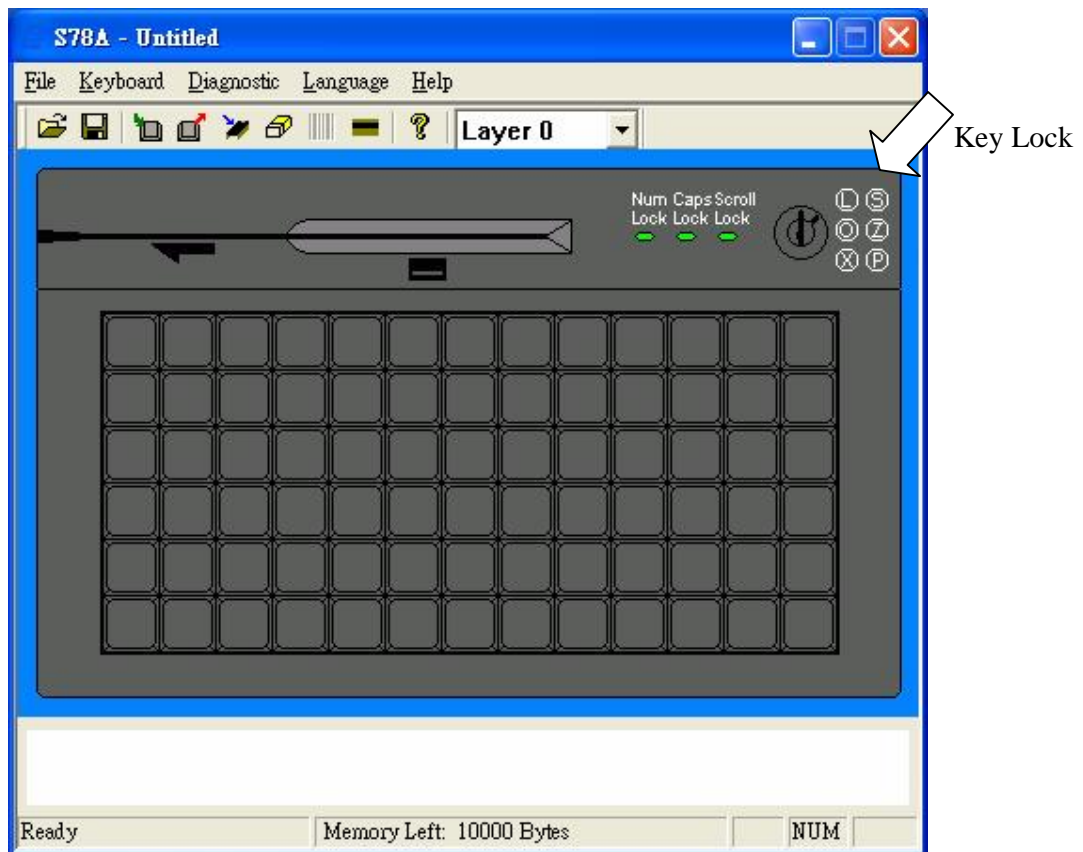 S78A - Untitled
File Keyboard Diagnostic Language Help
Layer 0
Key Lock
Num Caps Scroll
Lock Lock Lock
L S
O Z
X P
Ready Memory Left: 10000 Bytes NUM